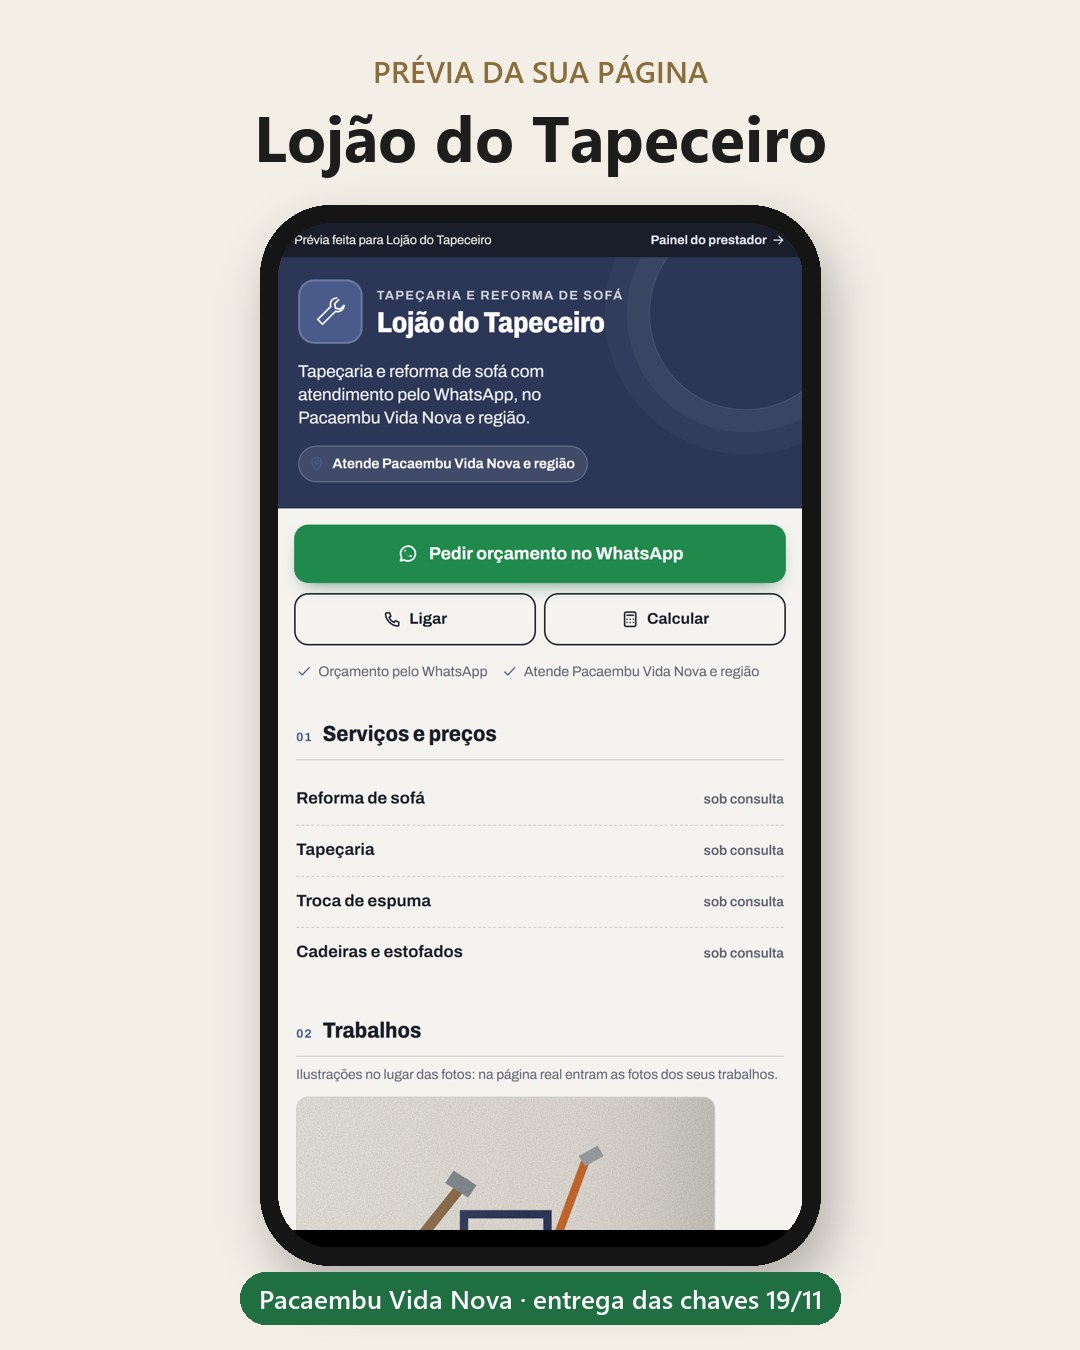 PRÉVIA DA SUA PÁGINA
Lojão do Tapeceiro
Prévia feita para Lojão do Tapeceiro
Painel do prestador →
TAPEÇARIA E REFORMA DE SOFÁ
Lojão do Tapeceiro
Tapeçaria e reforma de sofá com
atendimento pelo WhatsApp, no
Pacaembu Vida Nova e região.
Atende Pacaembu Vida Nova e região
Pedir orçamento no WhatsApp
Ligar
Calcular
Orçamento pelo WhatsApp
Atende Pacaembu Vida Nova e região
01 Serviços e preços
Reforma de sofá sob consulta
Tapeçaria sob consulta
Troca de espuma sob consulta
Cadeiras e estofados sob consulta
02 Trabalhos
Ilustrações no lugar das fotos: na página real entram as fotos dos seus trabalhos.
Pacaembu Vida Nova · entrega das chaves 19/11